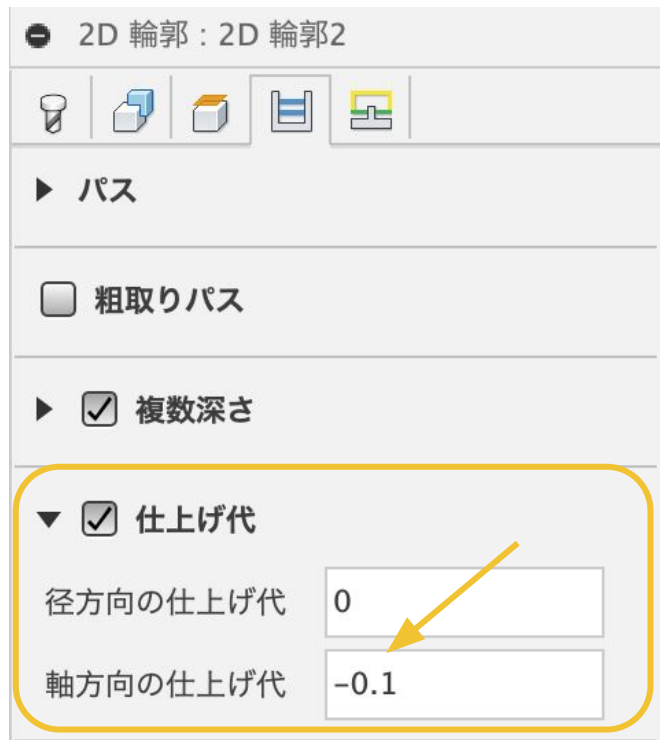 2D 輪郭 : 2D 輪郭2
パス
粗取りパス
複数深さ
仕上げ代
径方向の仕上げ代 0
軸方向の仕上げ代 -0.1